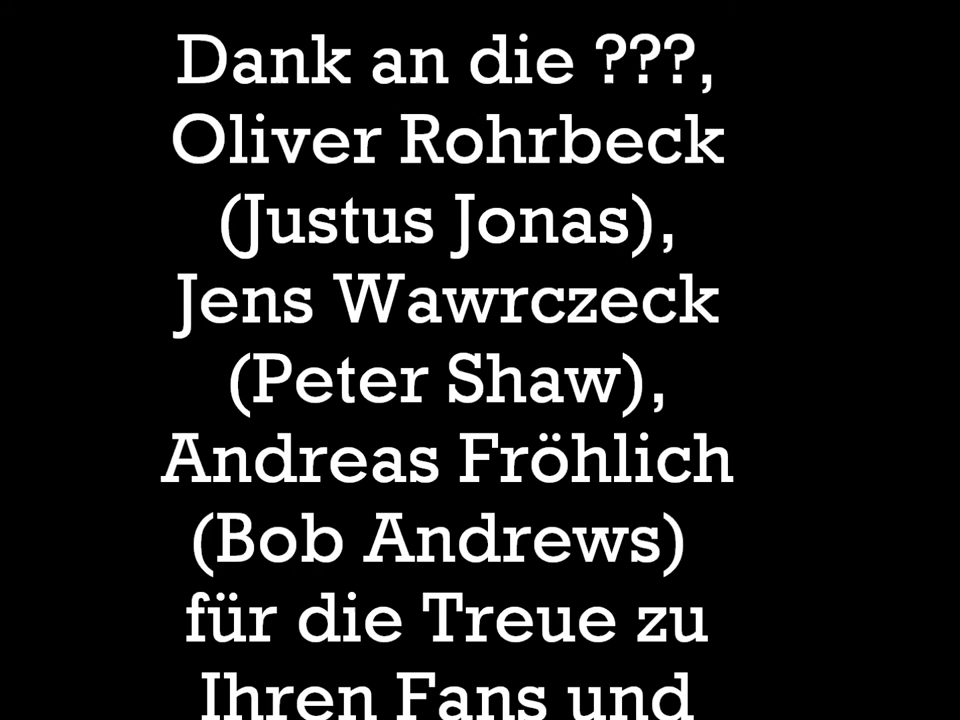 Dank an die ???,
Oliver Rohrbeck
(Justus Jonas),
Jens Wawrczeck
(Peter Shaw),
Andreas Fröhlich
(Bob Andrews)
für die Treue zu
Ihren Fans und